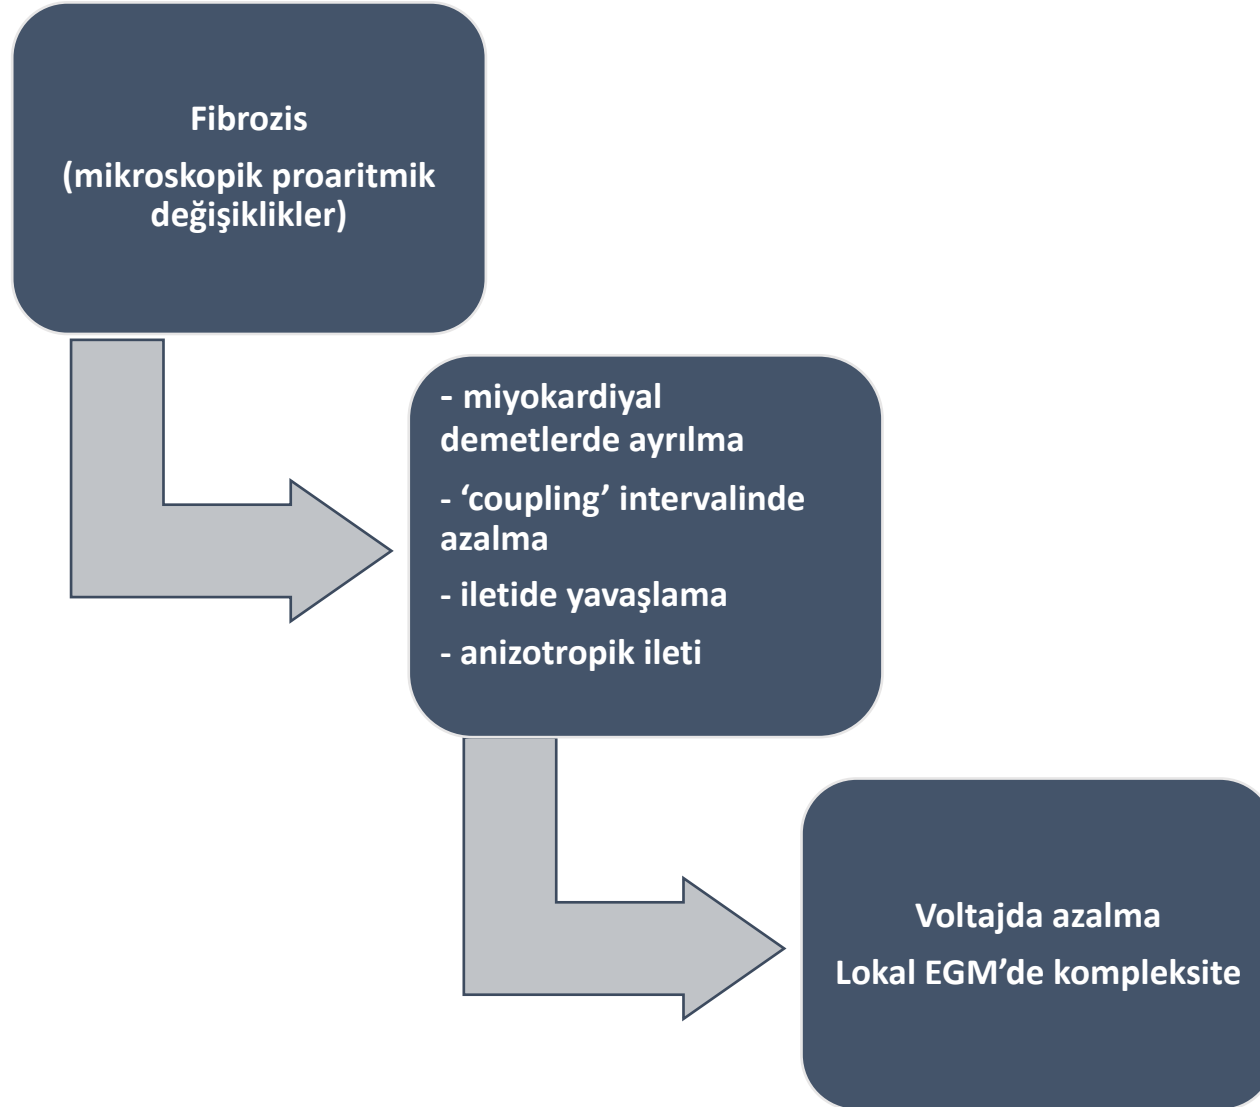 Fibrozis
(mikroskopik proaritmik
değişiklikler)
- miyokardiyal
demetlerde ayrılma
- ‘coupling’ intervalinde
azalma
- iletide yavaşlama
- anizotropik ileti
Voltajda azalma
Lokal EGM’de kompleksite